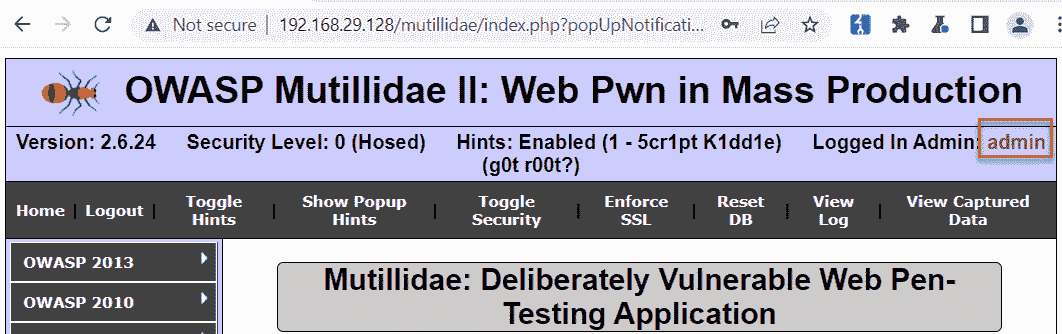 Not secure 192.168.29.128/mutillidae/index.php?popUpNotificati...
OWASP Mutillidae II: Web Pwn in Mass Production
Version: 2.6.24 Security Level: 0 (Hosed) Hints: Enabled (1 - 5cr1pt K1dd1e) Logged In Admin: admin
(g0t r00t?)
Home Logout Toggle Hints Show Popup Hints Toggle Security Enforce SSL Reset DB View Log View Captured Data
OWASP 2013
OWASP 2010
Mutillidae: Deliberately Vulnerable Web Pen-
Testing Application